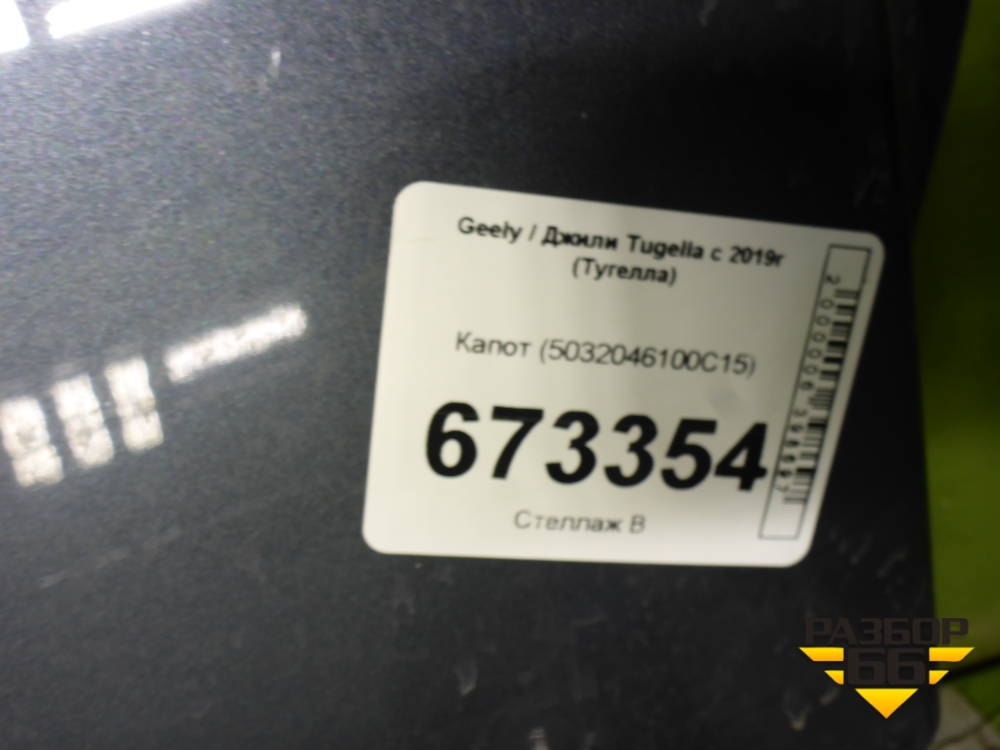 Geely / Джили Tugella с 2019г
(Тугелла)
Капот (5032046100C15)
673354
Стеллаж В
РАЗБОР
66